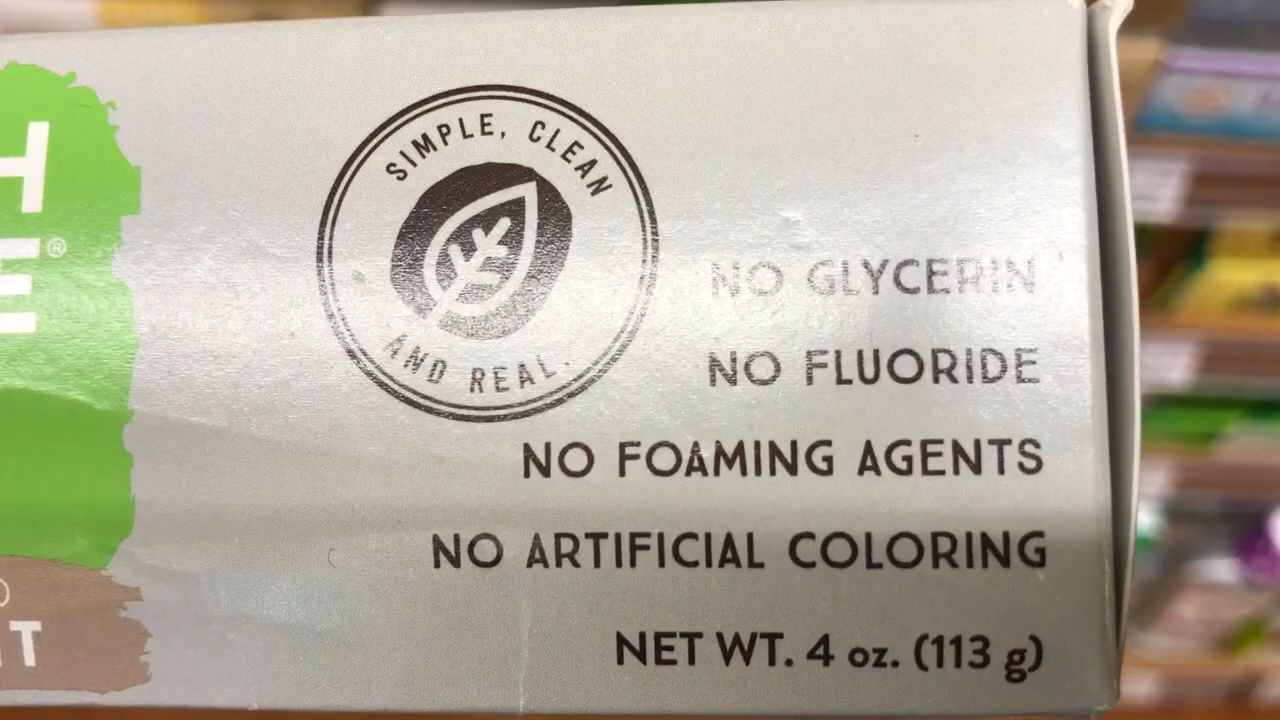 H
E®
T
SIMPLE, CLEAN
AND REAL.
NO GLYCERIN
NO FLUORIDE
NO FOAMING AGENTS
NO ARTIFICIAL COLORING
NET WT. 4 oz. (113 g)